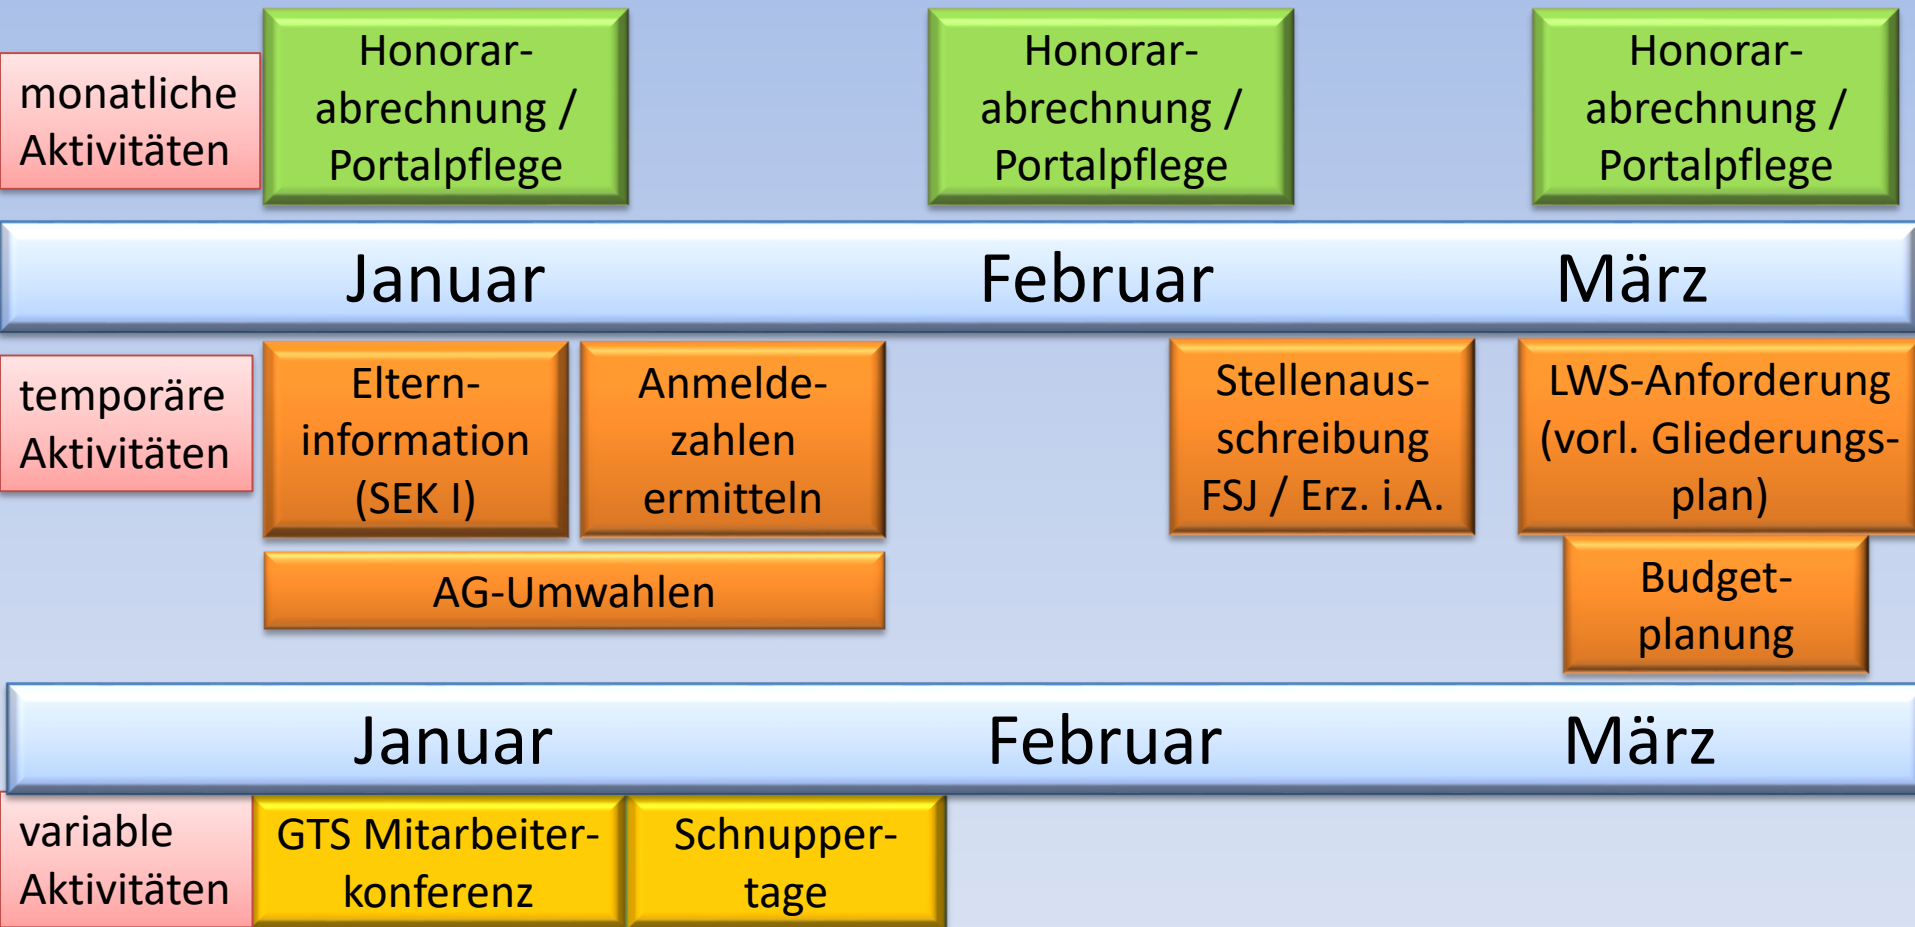 monatliche
Aktivitäten
Honorar-
abrechnung /
Portalpflege
Honorar-
abrechnung /
Portalpflege
Honorar-
abrechnung /
Portalpflege
Januar
Februar
März
temporäre
Aktivitäten
Eltern-
information
(SEK I)
Anmelde-
zahlen
ermitteln
AG-Umwahlen
Stellenaus-
schreibung
FSJ / Erz. i.A.
LWS-Anforderung
(vorl. Gliederungs-
plan)
Budget-
planung
Januar
Februar
März
variable
Aktivitäten
GTS Mitarbeiter-
konferenz
Schnupper-
tage